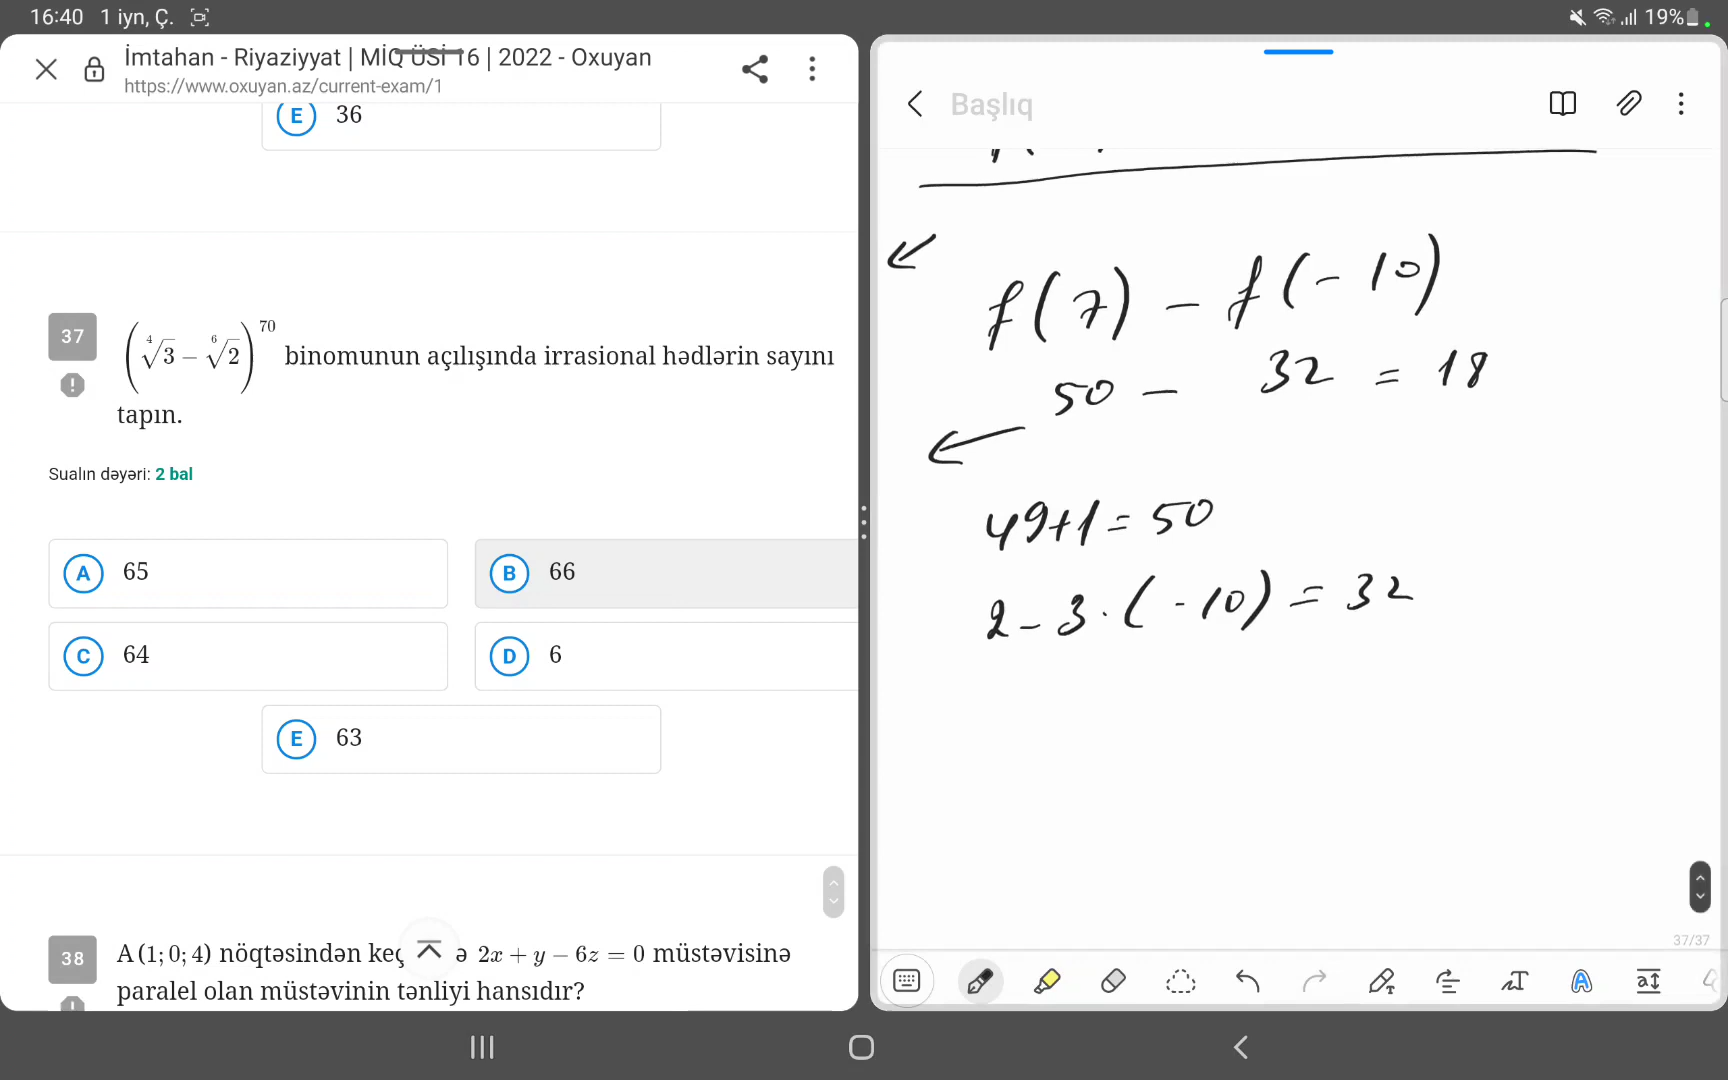 16:40 1 iyn, Ç. 19%
İmtahan - Riyaziyyat | MİQ ÜSİ 16 | 2022 - Oxuyan
https://www.oxuyan.az/current-exam/1
E 36
37 (∜3 − ⁶√2)⁷⁰ binomunun açılışında irrasional hədlərin sayını
tapın.
Sualın dəyəri: 2 bal
A 65
B 66
C 64
D 6
E 63
38 A (1; 0; 4) nöqtəsindən keç ə 2x + y − 6z = 0 müstəvisinə
paralel olan müstəvinin tənliyi hansıdır?
Başlıq
f(7) − f(-10)
50 − 32 = 18
49+1=50
2-3·(-10) = 32
37/37